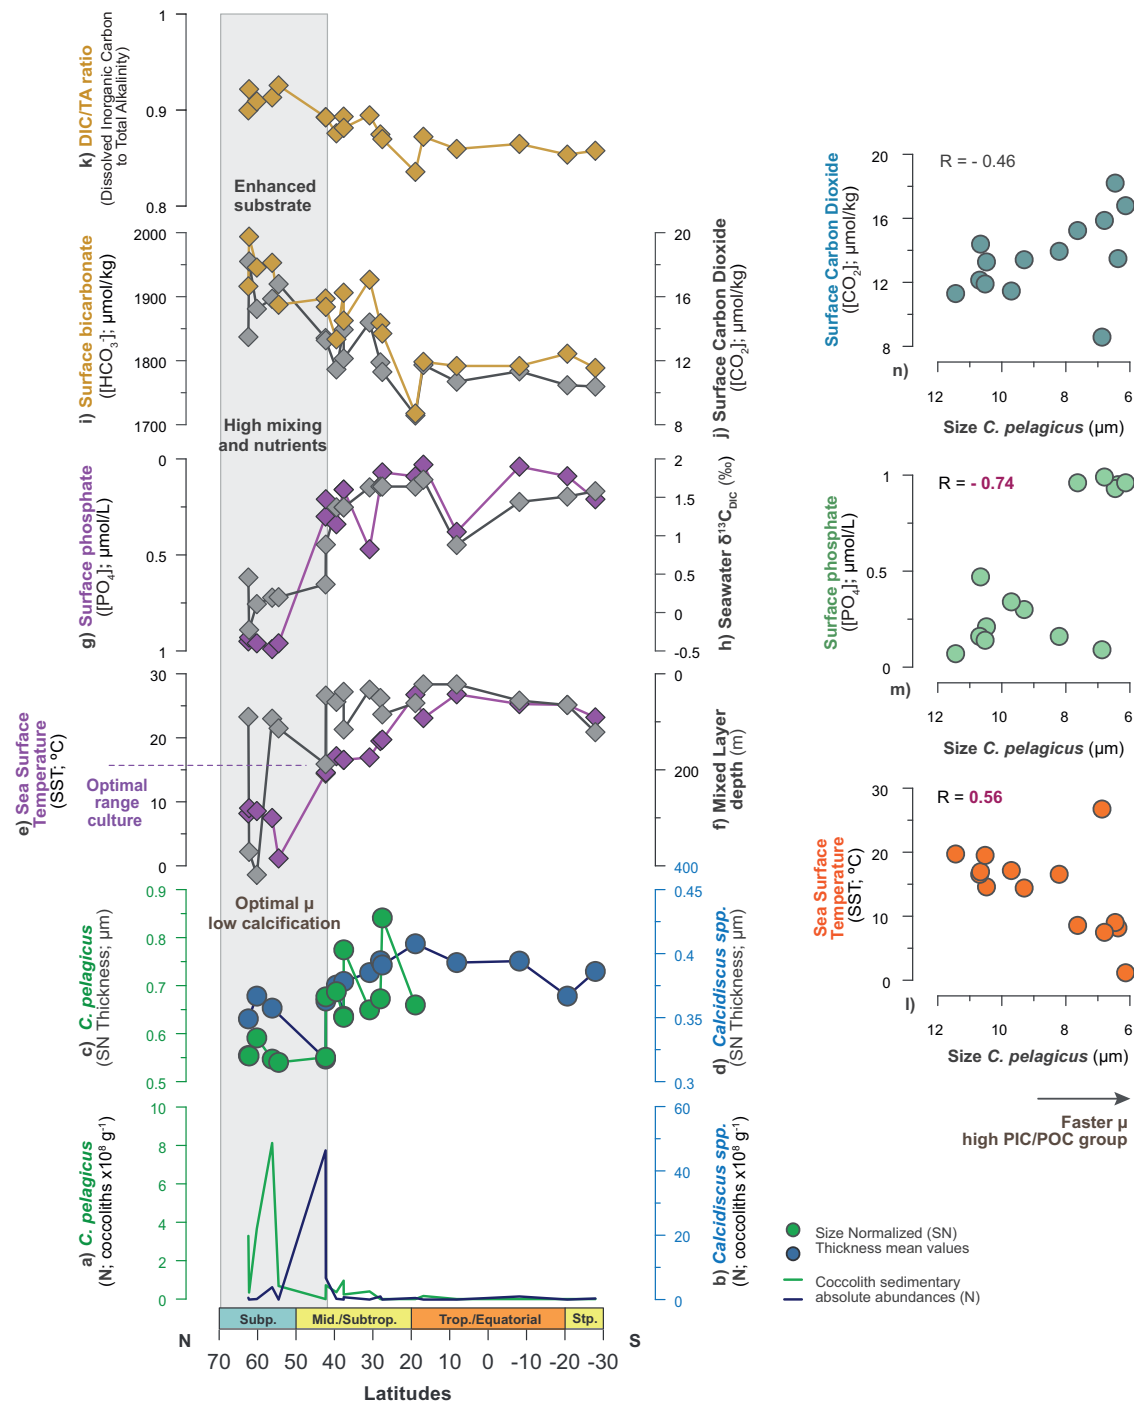 k) DIC/TA ratio
(Dissolved Inorganic Carbon
to Total Alkalinity)
1
0.9
0.8
Enhanced
substrate
i) Surface bicarbonate
([HCO₃⁻]; µmol/kg)
2000
1900
1800
1700
20
16
12
8
j) Surface Carbon Dioxide
([CO₂]; µmol/kg)
High mixing
and nutrients
g) Surface phosphate
([PO₄]; µmol/L)
0
0.5
1
2
1.5
1
0.5
0
-0.5
h) Seawater δ¹³C DIC (‰)
e) Sea Surface
Temperature
(SST; ºC)
30
20
10
0
Optimal
range
culture
0
200
400
f) Mixed Layer
depth (m)
Optimal µ
low calcification
c) C. pelagicus
(SN Thickness; µm)
0.9
0.8
0.7
0.6
0.5
0.45
0.4
0.35
0.3
d) Calcidiscus spp.
(SN Thickness; µm)
a) C. pelagicus
(N; coccoliths x10⁸ g⁻¹)
10
8
6
4
2
0
60
40
20
0
b) Calcidiscus spp.
(N; coccoliths x10⁸ g⁻¹)
Subp.
Mid./Subtrop.
Trop./Equatorial
Stp.
N
S
70 60 50 40 30 20 10 0 -10 -20 -30
Latitudes
Surface Carbon Dioxide
([CO₂]; µmol/kg)
20
16
12
8
R = - 0.46
n)
12 10 8 6
Size C. pelagicus (µm)
Surface phosphate
([PO₄]; µmol/L)
1
0.5
0
R = - 0.74
m)
12 10 8 6
Size C. pelagicus (µm)
Sea Surface
Temperature
(SST; ºC)
30
20
10
0
R = 0.56
l)
12 10 8 6
Size C. pelagicus (µm)
Faster µ
high PIC/POC group
Size Normalized (SN)
Thickness mean values
Coccolith sedimentary
absolute abundances (N)